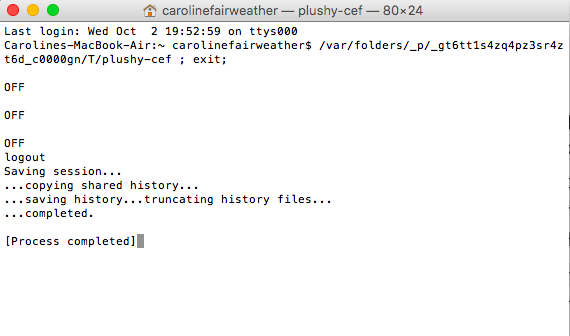 carolinefairweather — plushy-cef — 80×24
Last login: Wed Oct  2 19:52:59 on ttys000
Carolines-MacBook-Air:~ carolinefairweather$ /var/folders/_p/_gt6tt1s4zq4pz3sr4z
t6d_c0000gn/T/plushy-cef ; exit;
OFF
OFF
OFF
logout
Saving session...
...copying shared history...
...saving history...truncating history files...
...completed.
[Process completed]